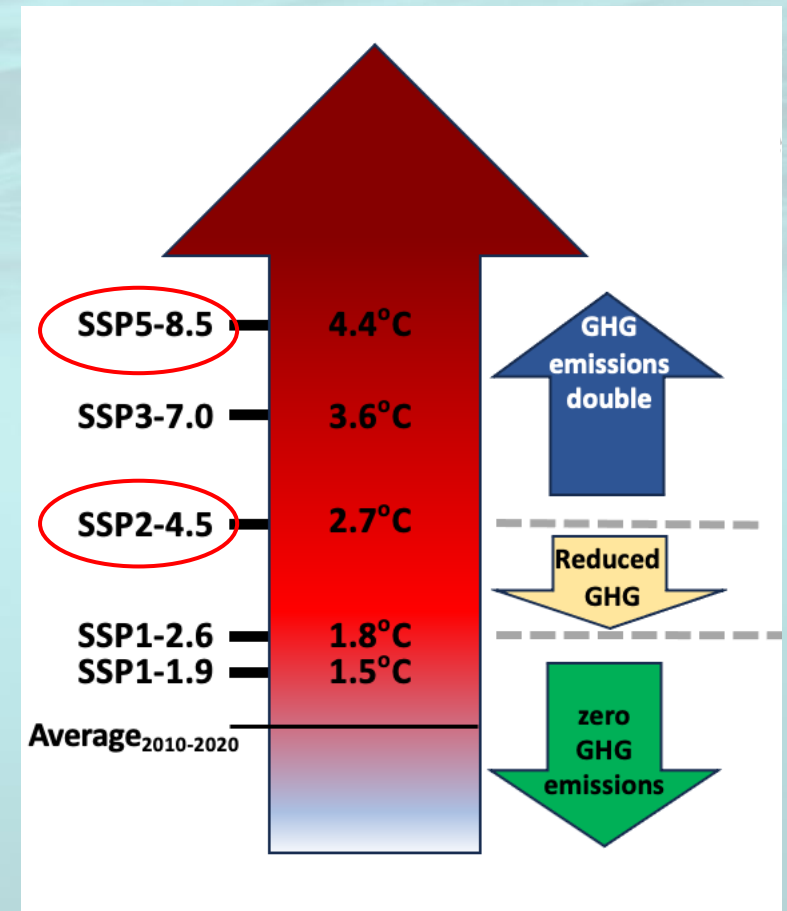 SSP5-8.5
4.4°C
GHG
emissions
double
SSP3-7.0
3.6°C
SSP2-4.5
2.7°C
Reduced
GHG
SSP1-2.6
1.8°C
SSP1-1.9
1.5°C
Average2010-2020
zero
GHG
emissions